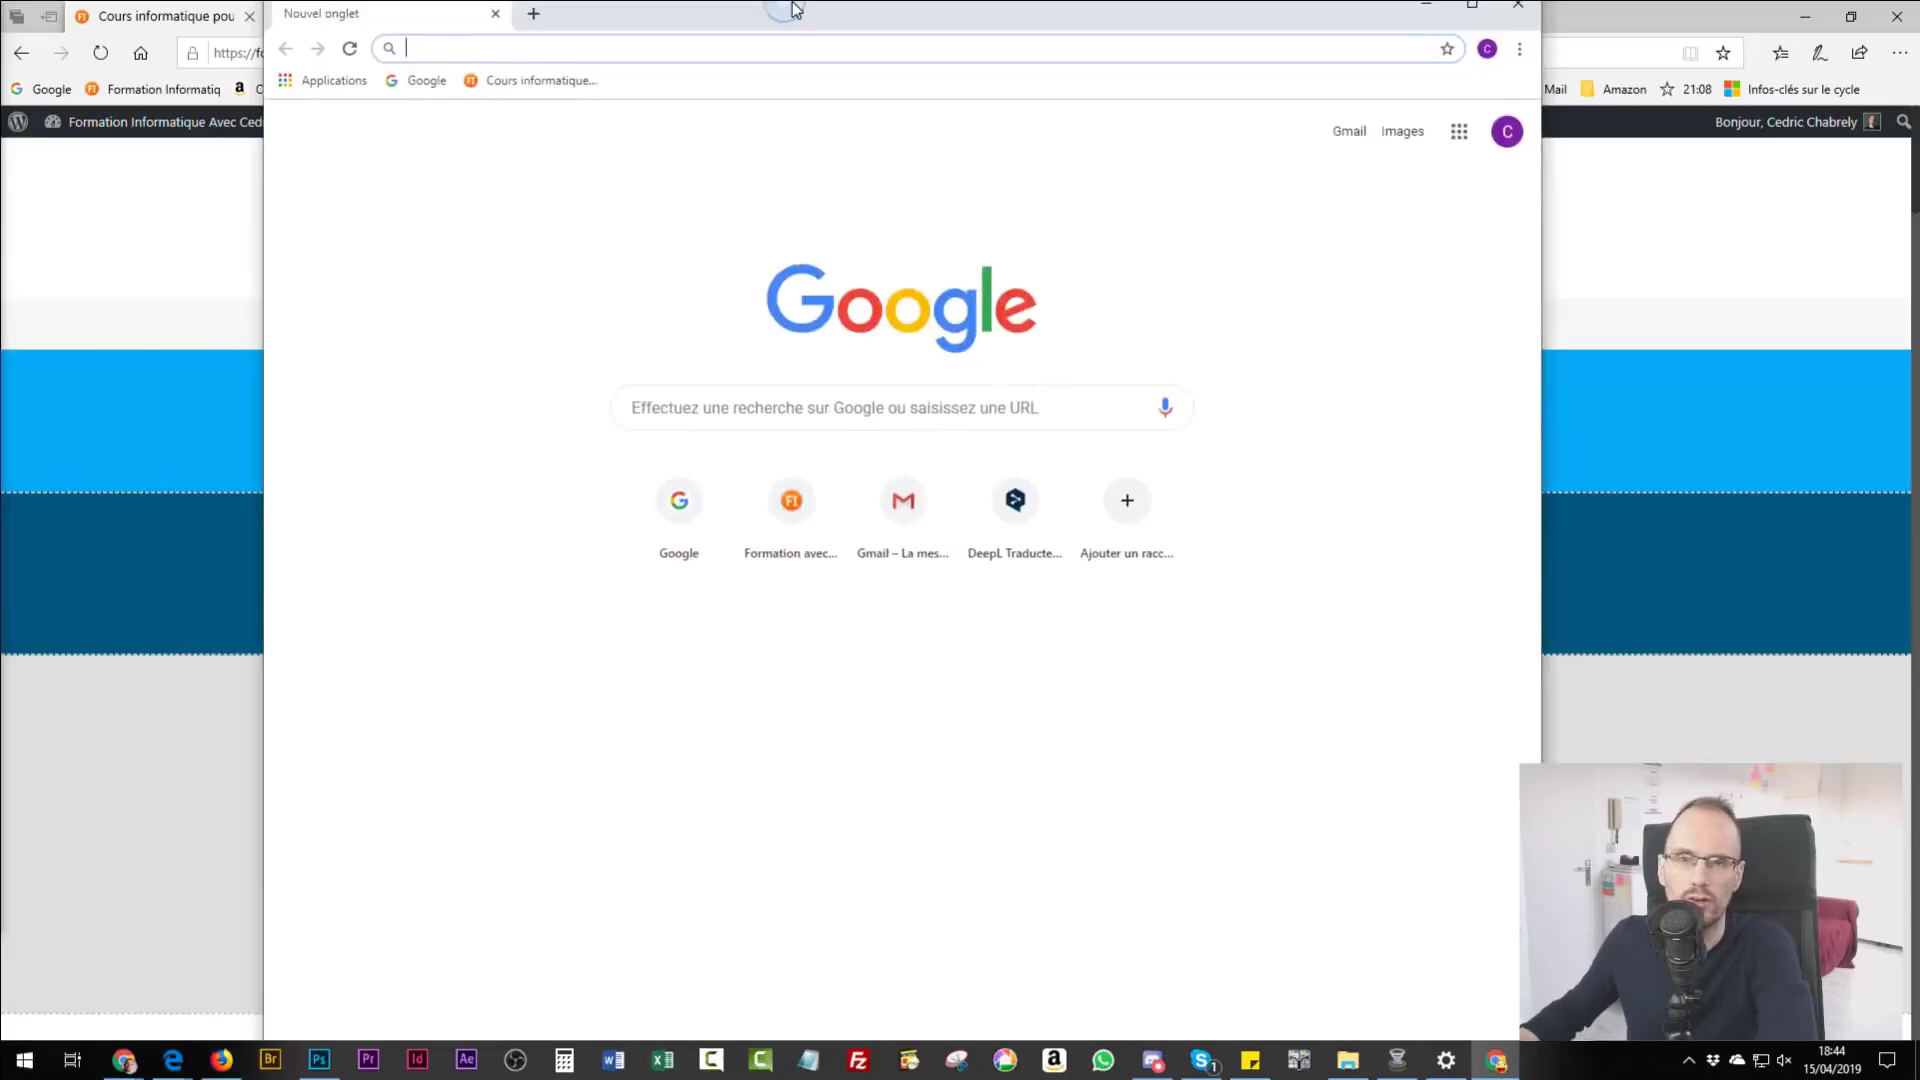 Cours informatique pou
Nouvel onglet
https://fo
Google
Formation Informatiq
Applications
Google
Cours informatique...
Mail
Amazon
21:08
Infos-clés sur le cycle
Formation Informatique Avec Ced
Bonjour, Cedric Chabrely
Gmail
Images
C
Google
Effectuez une recherche sur Google ou saisissez une URL
Google
Formation avec...
Gmail – La mes...
DeepL Traducte...
Ajouter un racc...
18:44
15/04/2019